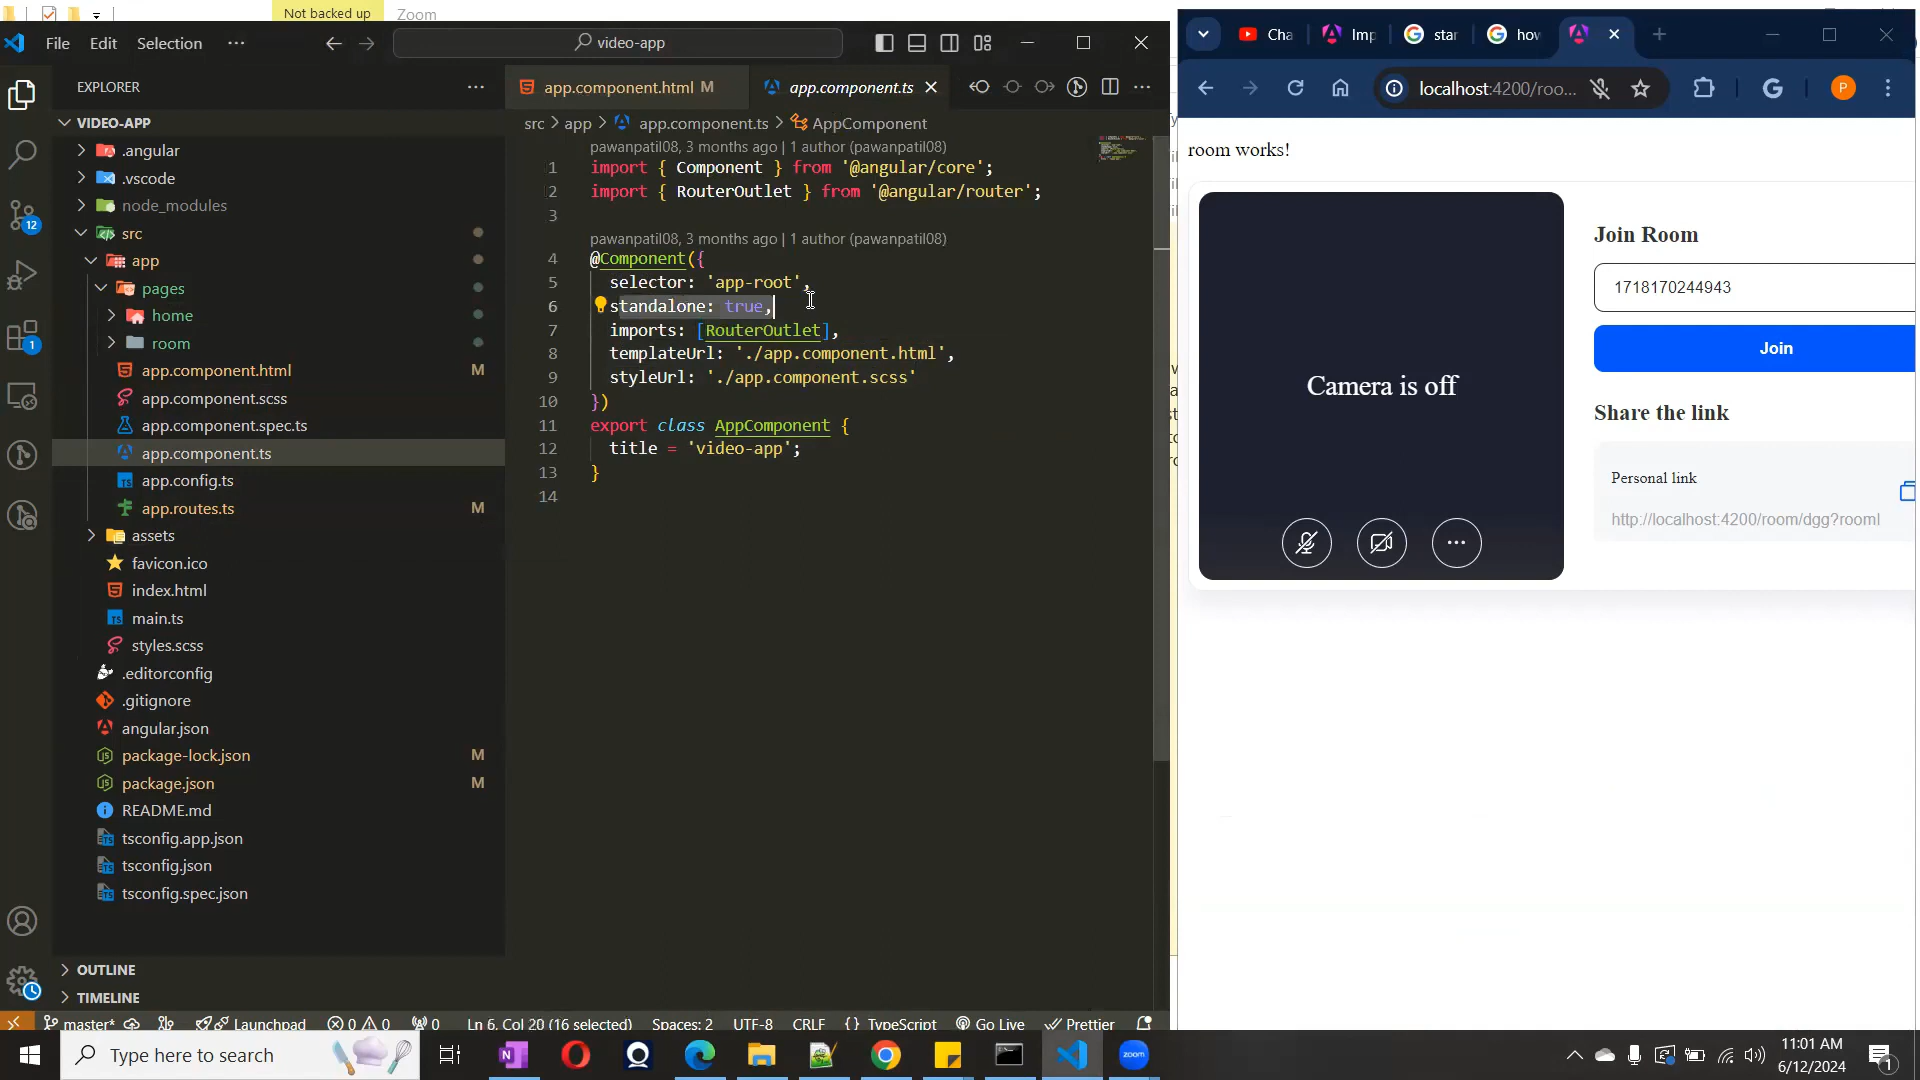 Not backed up
Zoom
File Edit Selection ···
video-app
EXPLORER
VIDEO-APP
.angular
.vscode
node_modules
src
app
pages
home
room
app.component.html M
app.component.scss
app.component.spec.ts
app.component.ts
app.config.ts
app.routes.ts M
assets
favicon.ico
index.html
main.ts
styles.scss
.editorconfig
.gitignore
angular.json
package-lock.json M
package.json M
README.md
tsconfig.app.json
tsconfig.json
tsconfig.spec.json
OUTLINE
TIMELINE
12
1
app.component.html M
app.component.ts
src > app > app.component.ts > AppComponent
pawanpatil08, 3 months ago | 1 author (pawanpatil08)
1 import { Component } from '@angular/core';
2 import { RouterOutlet } from '@angular/router';
3
pawanpatil08, 3 months ago | 1 author (pawanpatil08)
4 @Component({
5 selector: 'app-root',
6 standalone: true,
7 imports: [RouterOutlet],
8 templateUrl: './app.component.html',
9 styleUrl: './app.component.scss'
10 })
11 export class AppComponent {
12 title = 'video-app';
13 }
14
master* Launchpad 0 0 0 Ln 6, Col 20 (16 selected) Spaces: 2 UTF-8 CRLF {} TypeScript Go Live Prettier
Cha
Imp
star
how
localhost:4200/roo...
P
room works!
Camera is off
Join Room
1718170244943
Join
Share the link
Personal link
http://localhost:4200/room/dgg?rooml
Type here to search
zoom
11:01 AM
6/12/2024
1